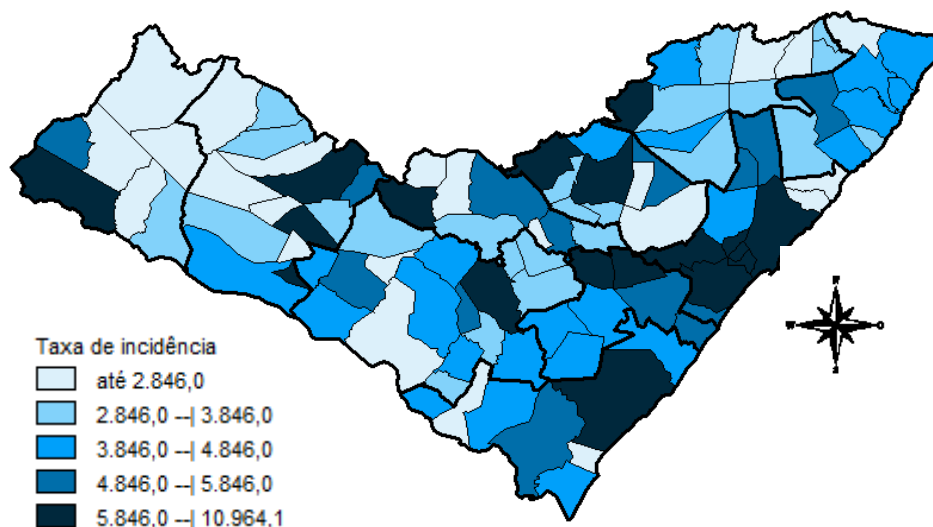 Taxa de incidência
até 2.846,0
2.846,0 --| 3.846,0
3.846,0 --| 4.846,0
4.846,0 --| 5.846,0
5.846,0 --| 10.964,1